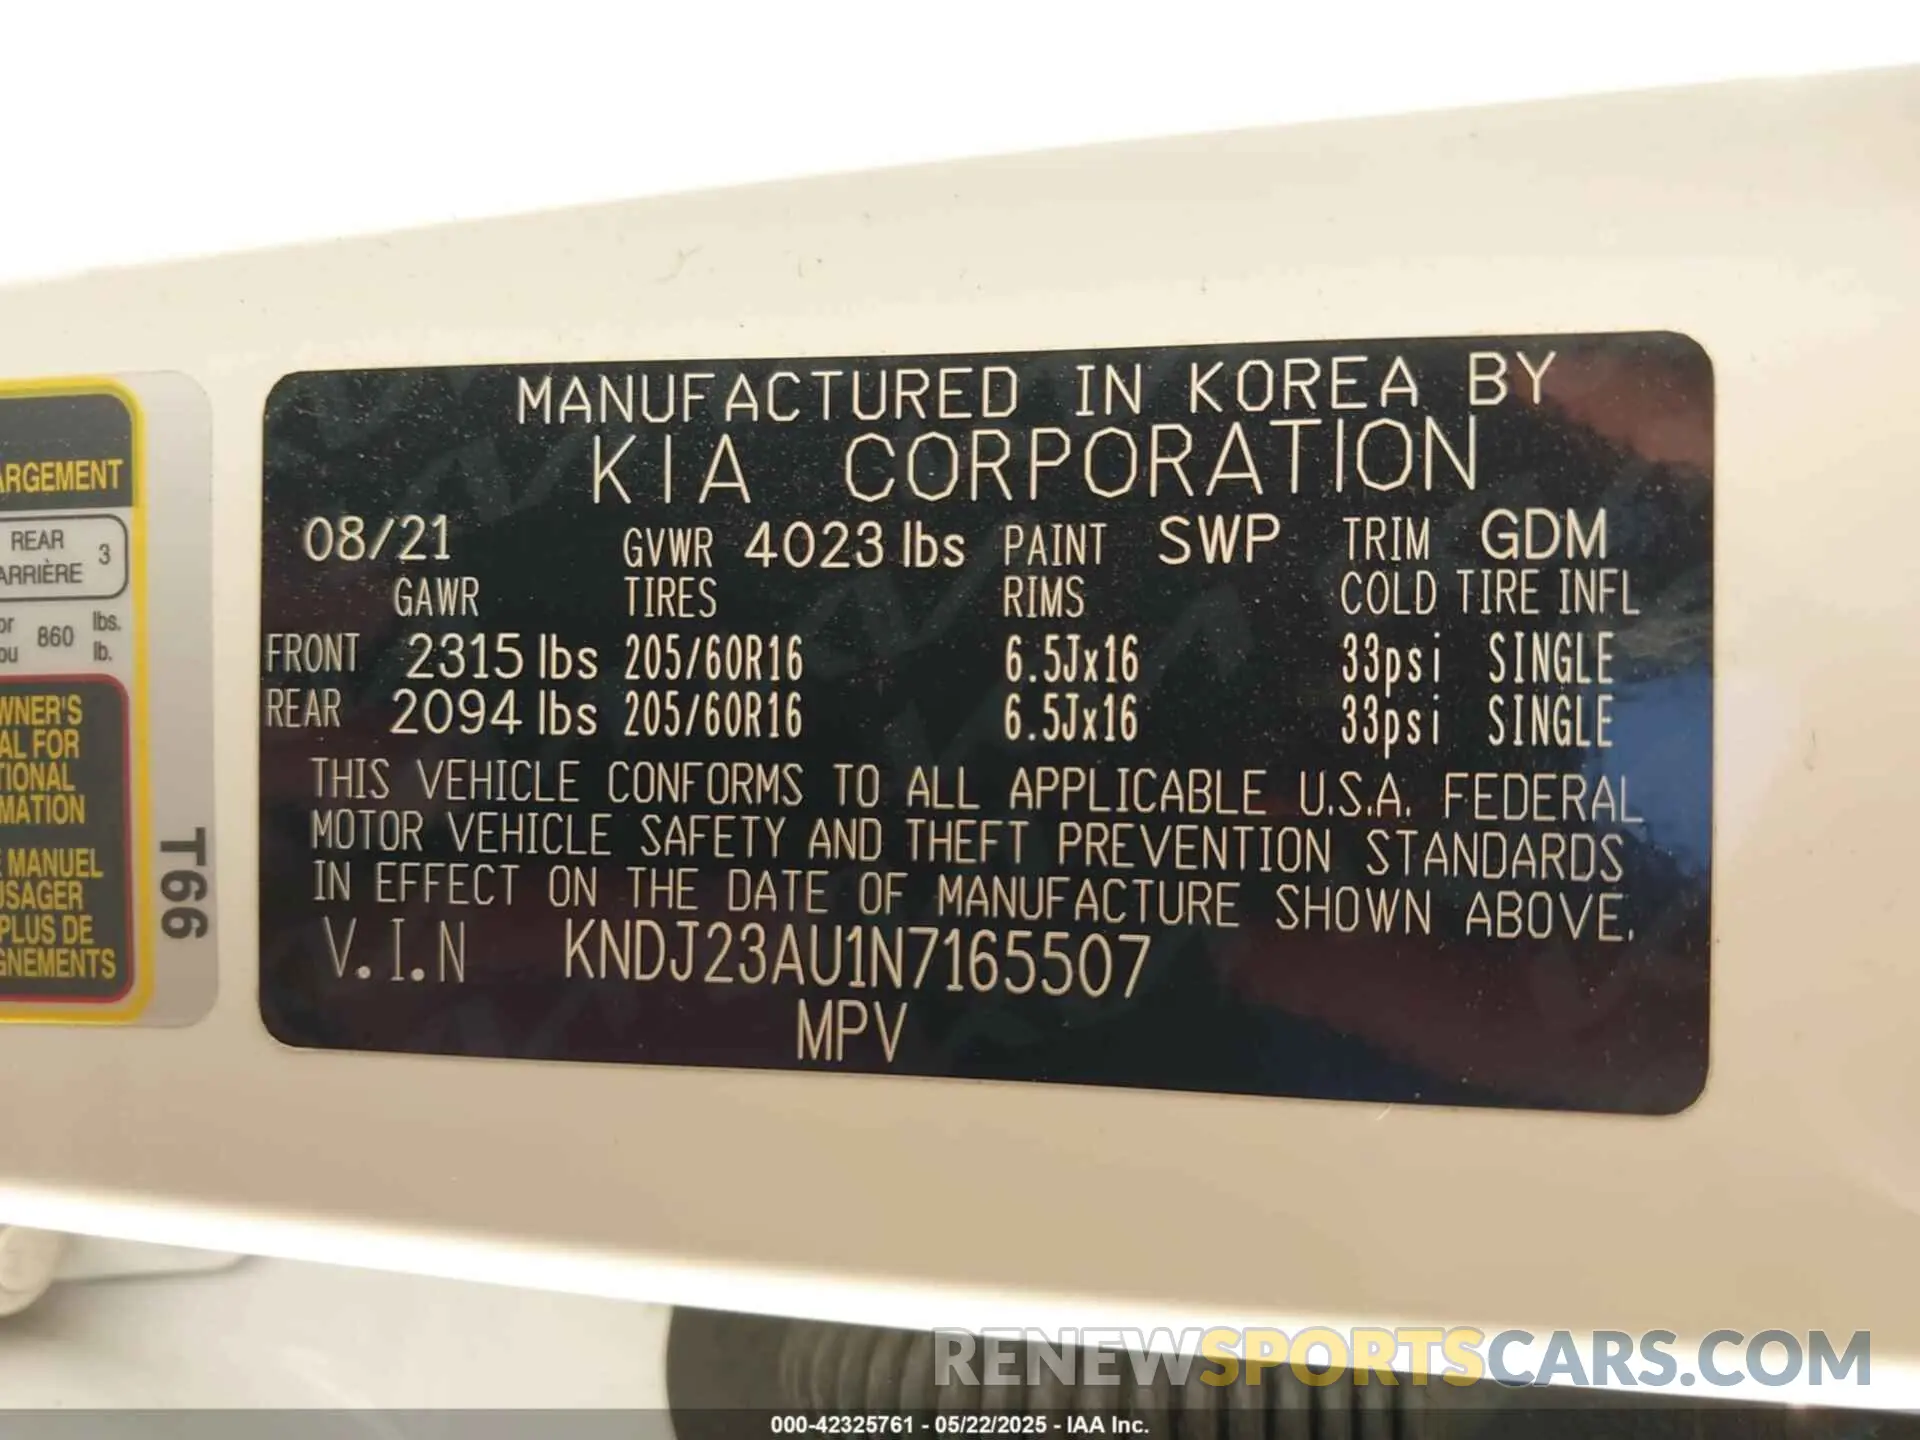 MANUFACTURED IN KOREA BY
KIA CORPORATION
08/21 GVWR 4023 lbs PAINT SWP TRIM GDM
GAWR TIRES RIMS COLD TIRE INFL
FRONT 2315 lbs 205/60R16 6.5Jx16 33psi SINGLE
REAR 2094 lbs 205/60R16 6.5Jx16 33psi SINGLE
THIS VEHICLE CONFORMS TO ALL APPLICABLE U.S.A. FEDERAL
MOTOR VEHICLE SAFETY AND THEFT PREVENTION STANDARDS
IN EFFECT ON THE DATE OF MANUFACTURE SHOWN ABOVE.
V.I.N KNDJ23AU1N7165507
MPV
ARGEMENT
REAR 3
ARRIÈRE
or 860 lbs.
ou lb.
WNER'S
AL FOR
TIONAL
MATION
E MANUEL
USAGER
PLUS DE
GNEMENTS
T66
RENEWSPORTSCARS.COM
000-42325761 - 05/22/2025 - IAA Inc.